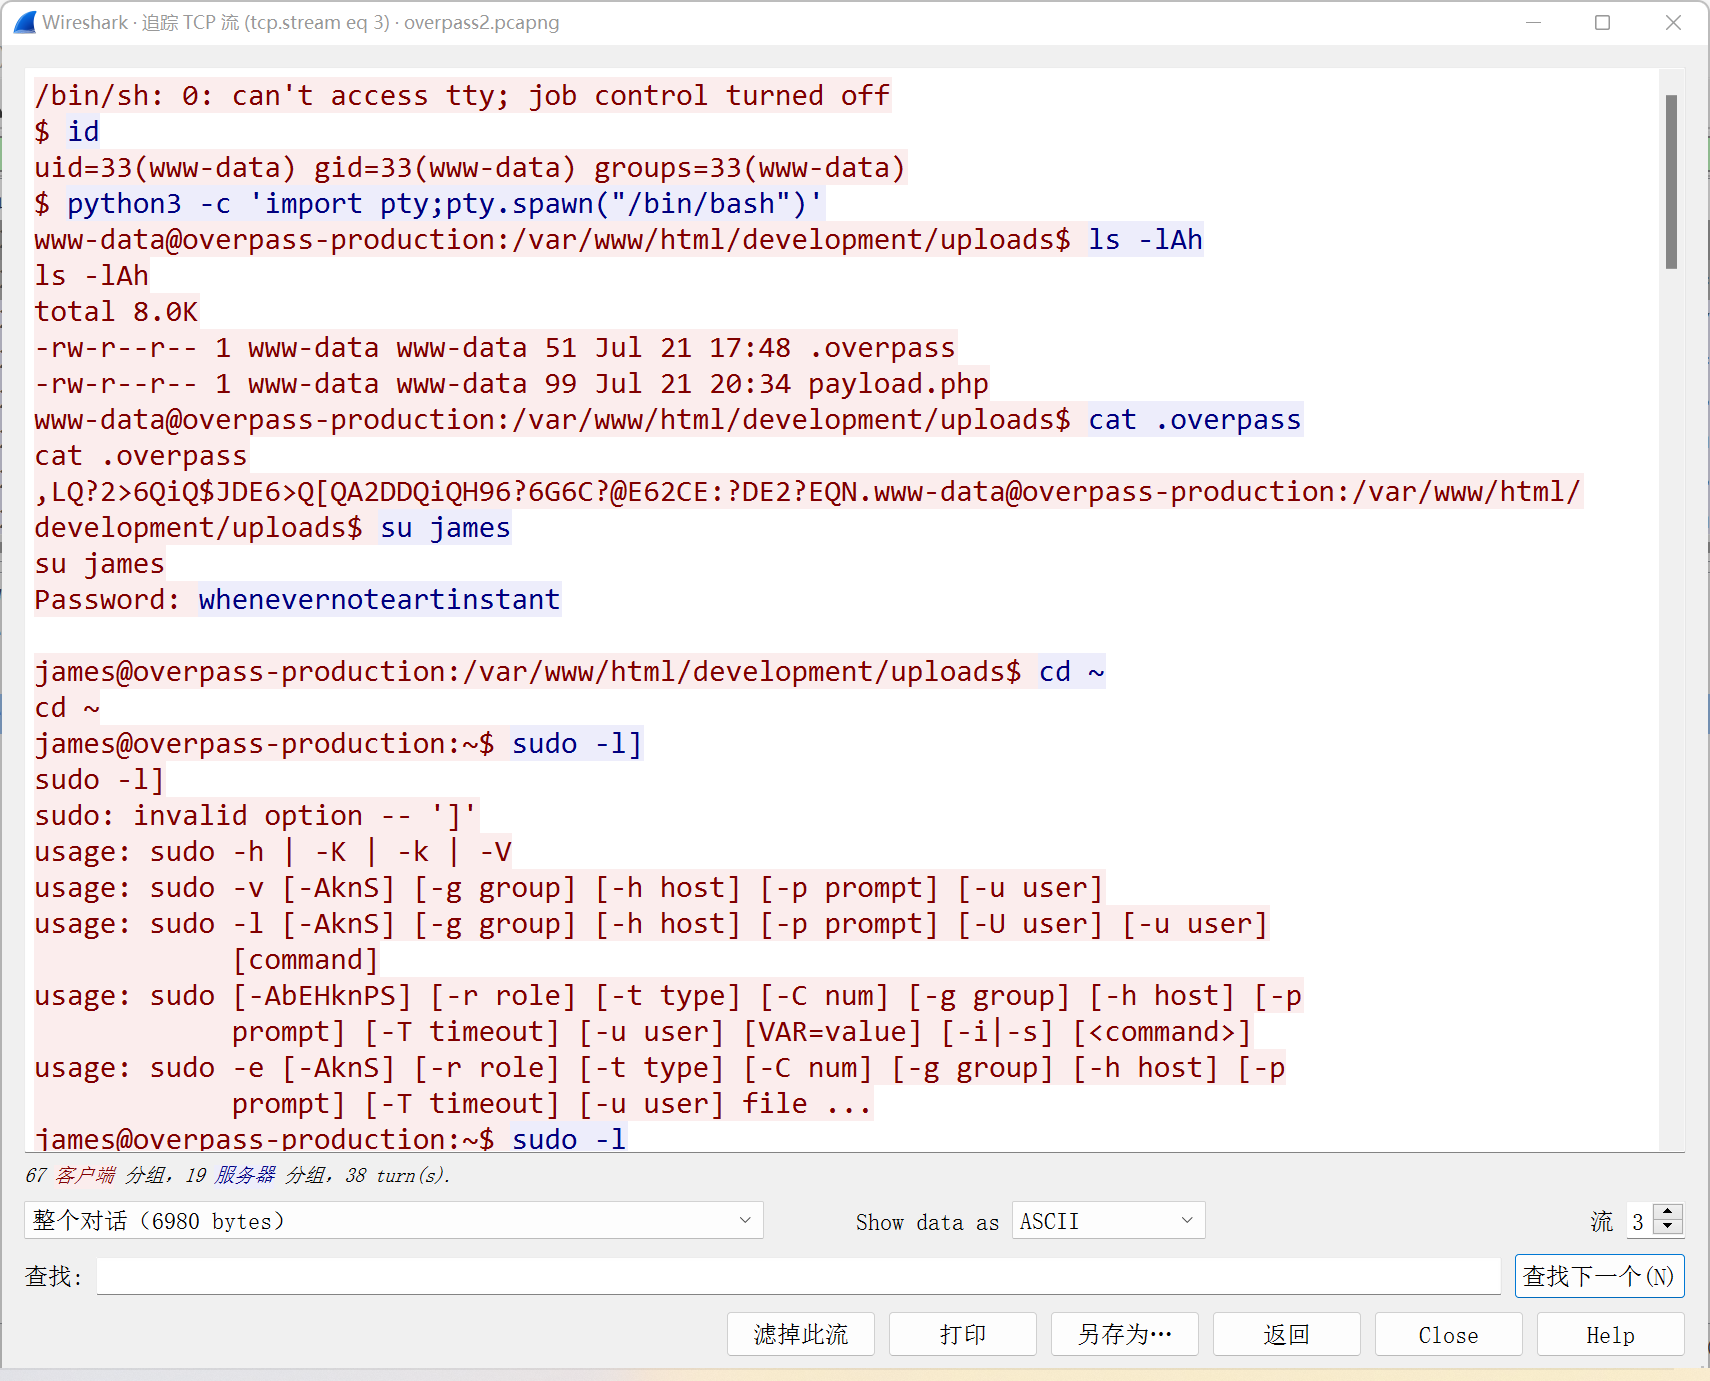 Wireshark · 追踪 TCP 流 (tcp.stream eq 3) · overpass2.pcapng
/bin/sh: 0: can't access tty; job control turned off
$ id
uid=33(www-data) gid=33(www-data) groups=33(www-data)
$ python3 -c 'import pty;pty.spawn("/bin/bash")'
www-data@overpass-production:/var/www/html/development/uploads$ ls -lAh
ls -lAh
total 8.0K
-rw-r--r-- 1 www-data www-data 51 Jul 21 17:48 .overpass
-rw-r--r-- 1 www-data www-data 99 Jul 21 20:34 payload.php
www-data@overpass-production:/var/www/html/development/uploads$ cat .overpass
cat .overpass
,LQ?2>6QiQ$JDE6>Q[QA2DDQiQH96?6G6C?@E62CE:?DE2?EQN.www-data@overpass-production:/var/www/html/
development/uploads$ su james
su james
Password: whenevernoteartinstant
james@overpass-production:/var/www/html/development/uploads$ cd ~
cd ~
james@overpass-production:~$ sudo -l]
sudo -l]
sudo: invalid option -- ']'
usage: sudo -h | -K | -k | -V
usage: sudo -v [-AknS] [-g group] [-h host] [-p prompt] [-u user]
usage: sudo -l [-AknS] [-g group] [-h host] [-p prompt] [-U user] [-u user]
[command]
usage: sudo [-AbEHknPS] [-r role] [-t type] [-C num] [-g group] [-h host] [-p
prompt] [-T timeout] [-u user] [VAR=value] [-i|-s] [<command>]
usage: sudo -e [-AknS] [-r role] [-t type] [-C num] [-g group] [-h host] [-p
prompt] [-T timeout] [-u user] file ...
james@overpass-production:~$ sudo -l
67 客户端 分组，19 服务器 分组，38 turn(s).
整个对话（6980 bytes） Show data as ASCII 流 3
查找: 查找下一个(N)
滤掉此流 打印 另存为… 返回 Close Help